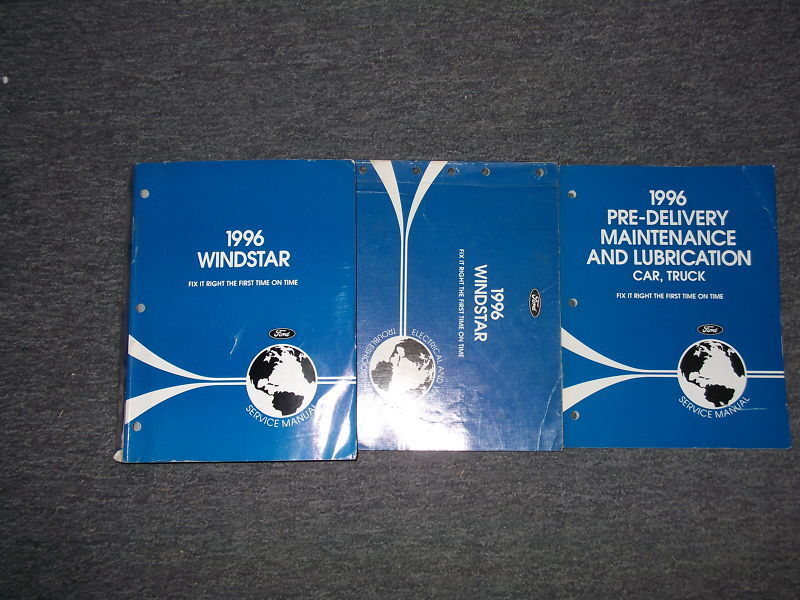 1996
WINDSTAR
FIX IT RIGHT THE FIRST TIME ON TIME
Ford
SERVICE MANUAL
1996
WINDSTAR
FIX IT RIGHT THE FIRST TIME ON TIME
Ford
ELECTRICAL AND
1996
PRE-DELIVERY
MAINTENANCE
AND LUBRICATION
CAR, TRUCK
FIX IT RIGHT THE FIRST TIME ON TIME
Ford
SERVICE MANUAL